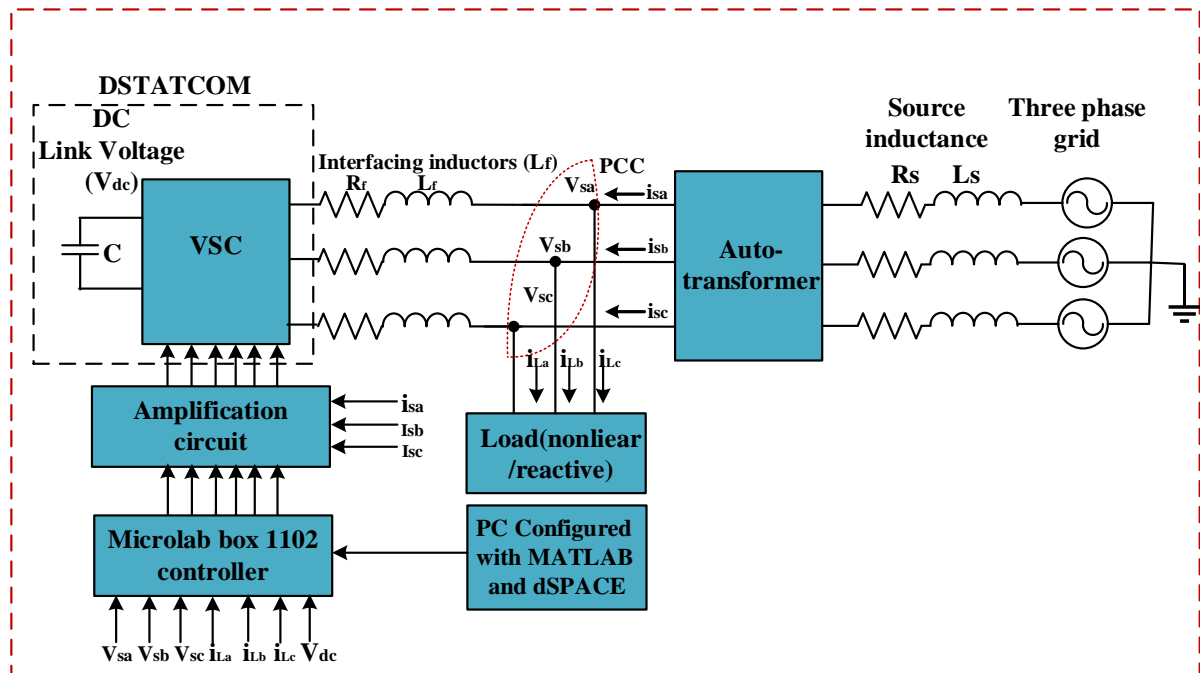 DSTATCOM
DC
Link Voltage
(Vdc)
C
VSC
Interfacing inductors (Lf)
Rf
Lf
PCC
Vsa
Vsb
Vsc
isa
isb
isc
Auto-
transformer
Source
inductance
Rs
Ls
Three phase
grid
iLa
iLb
iLc
Amplification
circuit
isa
Isb
Isc
Load(nonliear
/reactive)
Microlab box 1102
controller
PC Configured
with MATLAB
and dSPACE
Vsa Vsb Vsc iLa iLb iLc Vdc